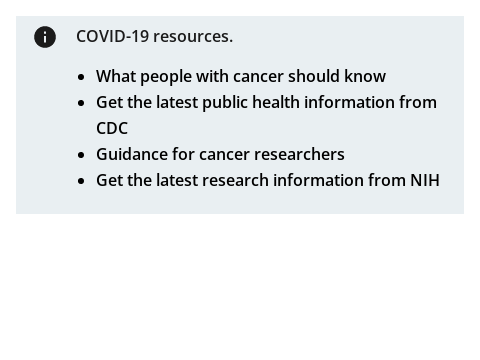 COVID-19 resources.
What people with cancer should know
Get the latest public health information from
CDC
Guidance for cancer researchers
Get the latest research information from NIH